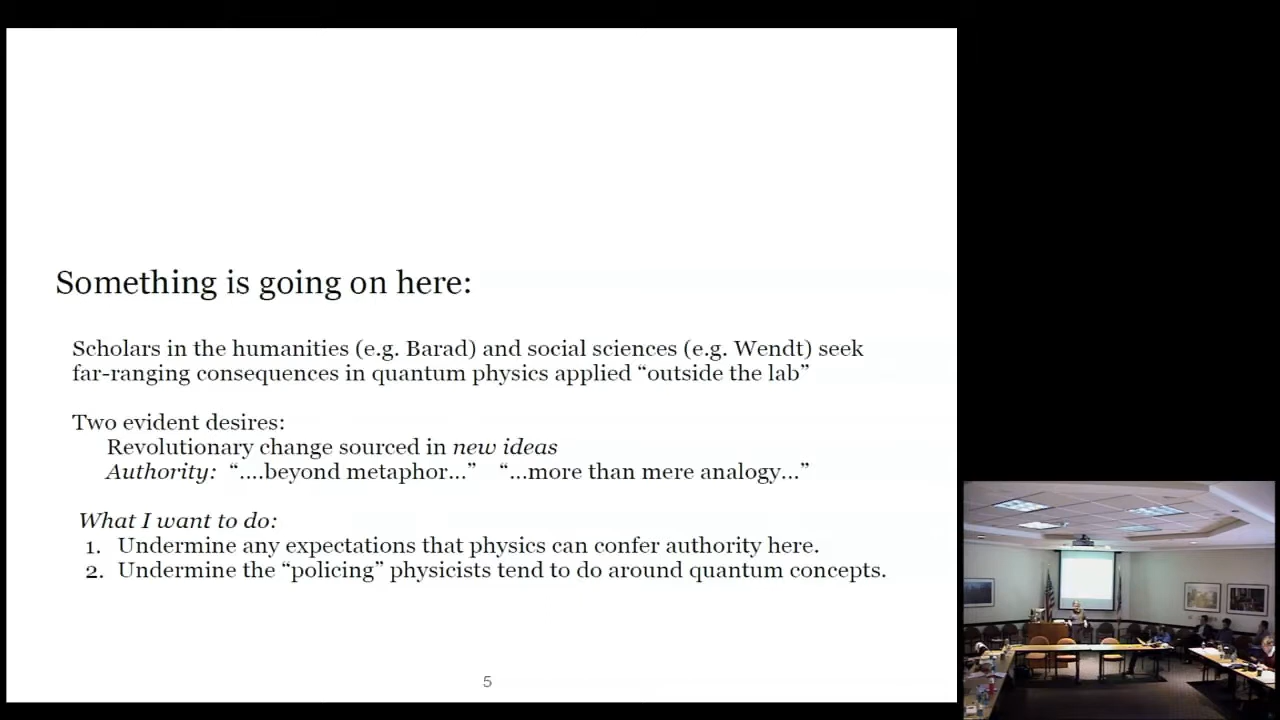 Something is going on here:
Scholars in the humanities (e.g. Barad) and social sciences (e.g. Wendt) seek
far-ranging consequences in quantum physics applied “outside the lab”
Two evident desires:
Revolutionary change sourced in new ideas
Authority: “....beyond metaphor...” “...more than mere analogy...”
What I want to do:
1. Undermine any expectations that physics can confer authority here.
2. Undermine the “policing” physicists tend to do around quantum concepts.
5